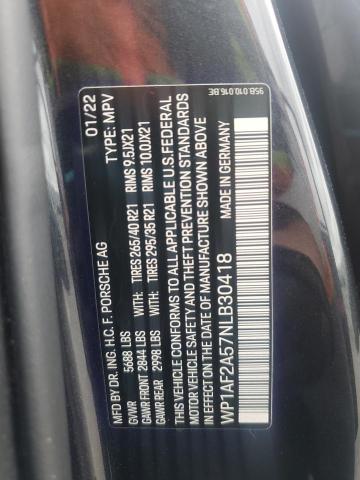 95B.010.016.BE
MFD BY DR. ING. H.C. F. PORSCHE AG 01/22
GVWR 5688 LBS TYPE: MPV
GAWR FRONT 2844 LBS WITH: TIRES 265/40 R21 RIMS 9.5JX21
GAWR REAR 2998 LBS WITH: TIRES 295/35 R21 RIMS 10.0JX21
THIS VEHICLE CONFORMS TO ALL APPLICABLE U.S. FEDERAL
MOTOR VEHICLE SAFETY AND THEFT PREVENTION STANDARDS
IN EFFECT ON THE DATE OF MANUFACTURE SHOWN ABOVE
WP1AF2A57NLB30418 MADE IN GERMANY